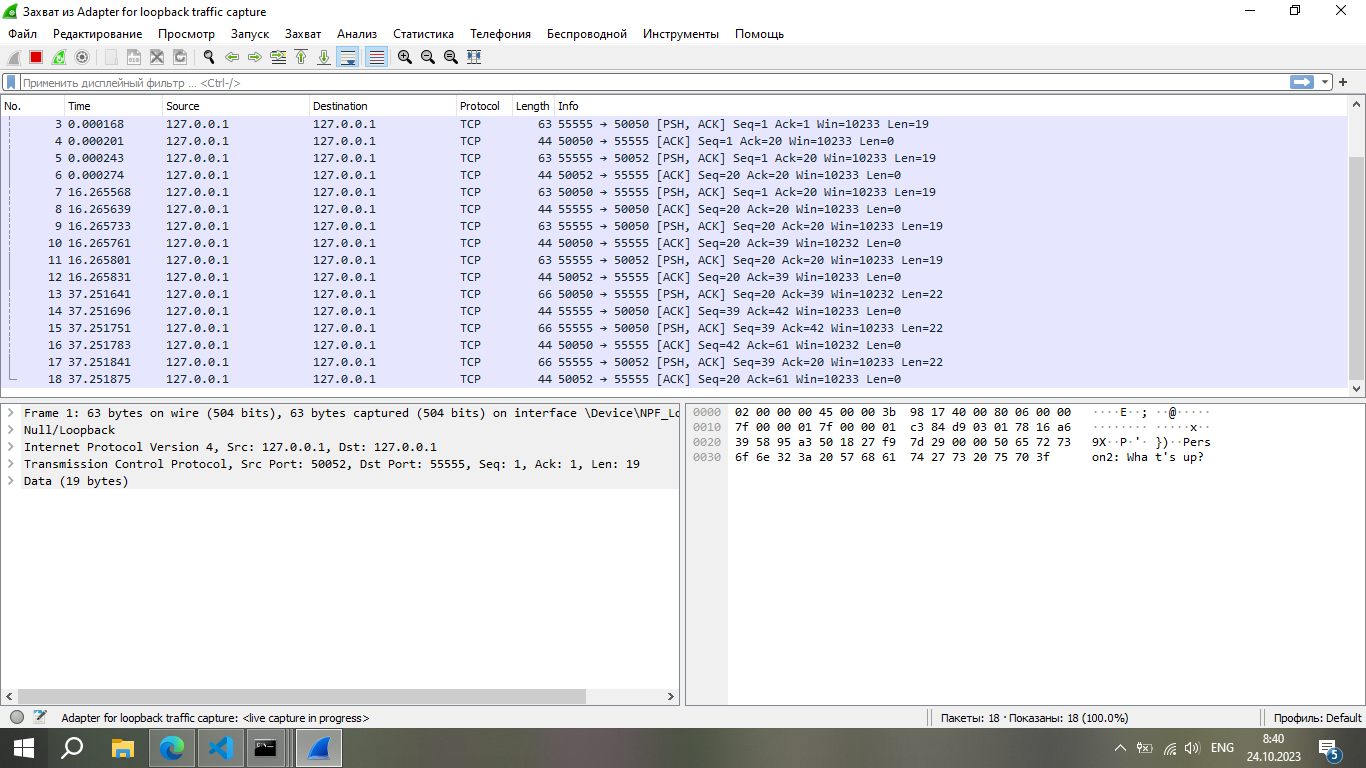 Захват из Adapter for loopback traffic capture
Файл Редактирование Просмотр Запуск Захват Анализ Статистика Телефония Беспроводной Инструменты Помощь
Применить дисплейный фильтр ... <Ctrl-/>
No. Time Source Destination Protocol Length Info
3 0.000168 127.0.0.1 127.0.0.1 TCP 63 55555 → 50050 [PSH, ACK] Seq=1 Ack=1 Win=10233 Len=19
4 0.000201 127.0.0.1 127.0.0.1 TCP 44 50050 → 55555 [ACK] Seq=1 Ack=20 Win=10233 Len=0
5 0.000243 127.0.0.1 127.0.0.1 TCP 63 55555 → 50052 [PSH, ACK] Seq=1 Ack=20 Win=10233 Len=19
6 0.000274 127.0.0.1 127.0.0.1 TCP 44 50052 → 55555 [ACK] Seq=20 Ack=20 Win=10233 Len=0
7 16.265568 127.0.0.1 127.0.0.1 TCP 63 50050 → 55555 [PSH, ACK] Seq=1 Ack=20 Win=10233 Len=19
8 16.265639 127.0.0.1 127.0.0.1 TCP 44 55555 → 50050 [ACK] Seq=20 Ack=20 Win=10233 Len=0
9 16.265733 127.0.0.1 127.0.0.1 TCP 63 55555 → 50050 [PSH, ACK] Seq=20 Ack=20 Win=10233 Len=19
10 16.265761 127.0.0.1 127.0.0.1 TCP 44 50050 → 55555 [ACK] Seq=20 Ack=39 Win=10232 Len=0
11 16.265801 127.0.0.1 127.0.0.1 TCP 63 55555 → 50052 [PSH, ACK] Seq=20 Ack=20 Win=10233 Len=19
12 16.265831 127.0.0.1 127.0.0.1 TCP 44 50052 → 55555 [ACK] Seq=20 Ack=39 Win=10233 Len=0
13 37.251641 127.0.0.1 127.0.0.1 TCP 66 50050 → 55555 [PSH, ACK] Seq=20 Ack=39 Win=10232 Len=22
14 37.251696 127.0.0.1 127.0.0.1 TCP 44 55555 → 50050 [ACK] Seq=39 Ack=42 Win=10233 Len=0
15 37.251751 127.0.0.1 127.0.0.1 TCP 66 55555 → 50050 [PSH, ACK] Seq=39 Ack=42 Win=10233 Len=22
16 37.251783 127.0.0.1 127.0.0.1 TCP 44 50050 → 55555 [ACK] Seq=42 Ack=61 Win=10232 Len=0
17 37.251841 127.0.0.1 127.0.0.1 TCP 66 55555 → 50052 [PSH, ACK] Seq=39 Ack=20 Win=10233 Len=22
18 37.251875 127.0.0.1 127.0.0.1 TCP 44 50052 → 55555 [ACK] Seq=20 Ack=61 Win=10233 Len=0
Frame 1: 63 bytes on wire (504 bits), 63 bytes captured (504 bits) on interface \Device\NPF_Lo
Null/Loopback
Internet Protocol Version 4, Src: 127.0.0.1, Dst: 127.0.0.1
Transmission Control Protocol, Src Port: 50052, Dst Port: 55555, Seq: 1, Ack: 1, Len: 19
Data (19 bytes)
0000 02 00 00 00 45 00 00 3b 98 17 40 00 80 06 00 00 ····E··; ··@·····
0010 7f 00 00 01 7f 00 00 01 c3 84 d9 03 01 78 16 a6 ········ ·····x··
0020 39 58 95 a3 50 18 27 f9 7d 29 00 00 50 65 72 73 9X··P·'· })··Pers
0030 6f 6e 32 3a 20 57 68 61 74 27 73 20 75 70 3f on2: Wha t's up?
Adapter for loopback traffic capture: <live capture in progress>
Пакеты: 18 · Показаны: 18 (100.0%)
Профиль: Default
ENG
8:40
24.10.2023
5